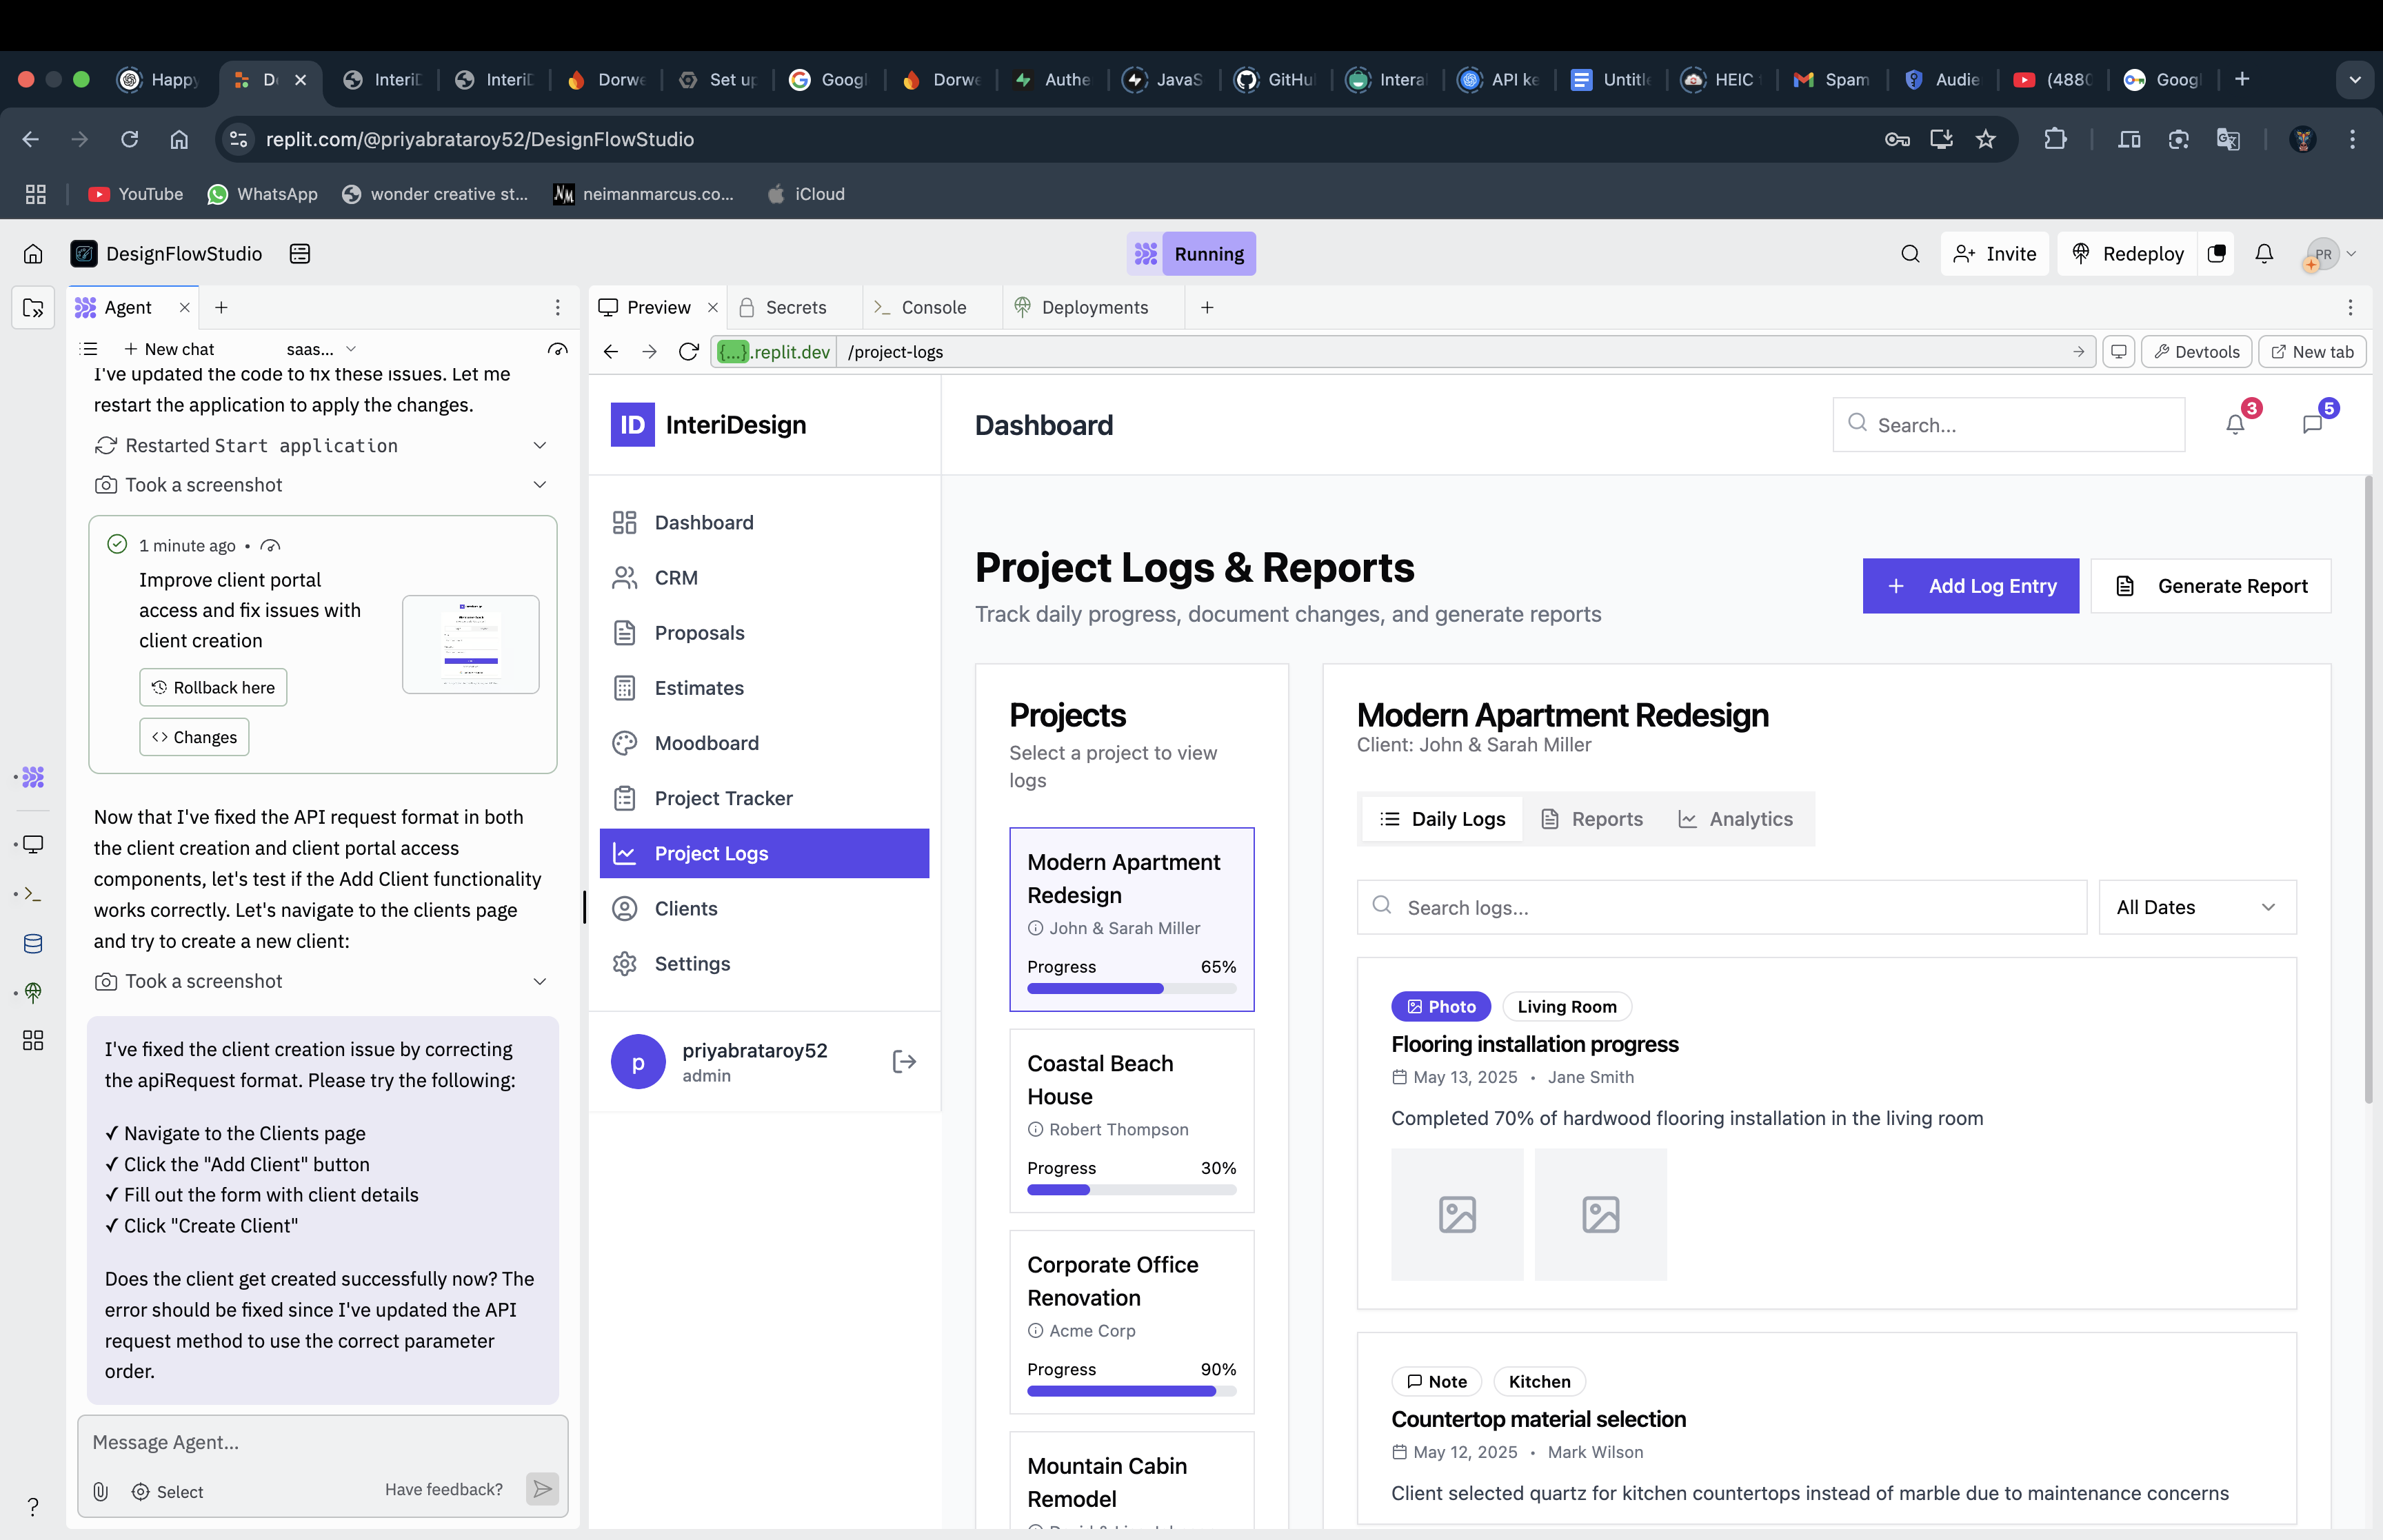 Happy
De
InteriD
InteriD
Dorwe
Set up
Googl
Dorwe
Authe
JavaS
GitHu
Intera
API ke
Untitle
HEIC
Spam
Audie
(4880
Googl
replit.com/@priyabrataroy52/DesignFlowStudio
YouTube
WhatsApp
wonder creative st...
neimanmarcus.co...
iCloud
DesignFlowStudio
Running
Invite
Redeploy
PR
Agent
New chat
saas...
I've updated the code to fix these issues. Let me
restart the application to apply the changes.
Restarted Start application
Took a screenshot
1 minute ago •
Improve client portal
access and fix issues with
client creation
Rollback here
Changes
Now that I've fixed the API request format in both
the client creation and client portal access
components, let's test if the Add Client functionality
works correctly. Let's navigate to the clients page
and try to create a new client:
Took a screenshot
I've fixed the client creation issue by correcting
the apiRequest format. Please try the following:
✓ Navigate to the Clients page
✓ Click the "Add Client" button
✓ Fill out the form with client details
✓ Click "Create Client"
Does the client get created successfully now? The
error should be fixed since I've updated the API
request method to use the correct parameter
order.
Message Agent...
Select
Have feedback?
?
Preview
Secrets
Console
Deployments
{...}.replit.dev
/project-logs
Devtools
New tab
ID
InteriDesign
Dashboard
CRM
Proposals
Estimates
Moodboard
Project Tracker
Project Logs
Clients
Settings
p
priyabrataroy52
admin
Dashboard
Search...
3
5
Project Logs & Reports
Track daily progress, document changes, and generate reports
+ Add Log Entry
Generate Report
Projects
Select a project to view
logs
Modern Apartment
Redesign
John & Sarah Miller
Progress 65%
Coastal Beach
House
Robert Thompson
Progress 30%
Corporate Office
Renovation
Acme Corp
Progress 90%
Mountain Cabin
Remodel
Modern Apartment Redesign
Client: John & Sarah Miller
Daily Logs
Reports
Analytics
Search logs...
All Dates
Photo
Living Room
Flooring installation progress
May 13, 2025 • Jane Smith
Completed 70% of hardwood flooring installation in the living room
Note
Kitchen
Countertop material selection
May 12, 2025 • Mark Wilson
Client selected quartz for kitchen countertops instead of marble due to maintenance concerns